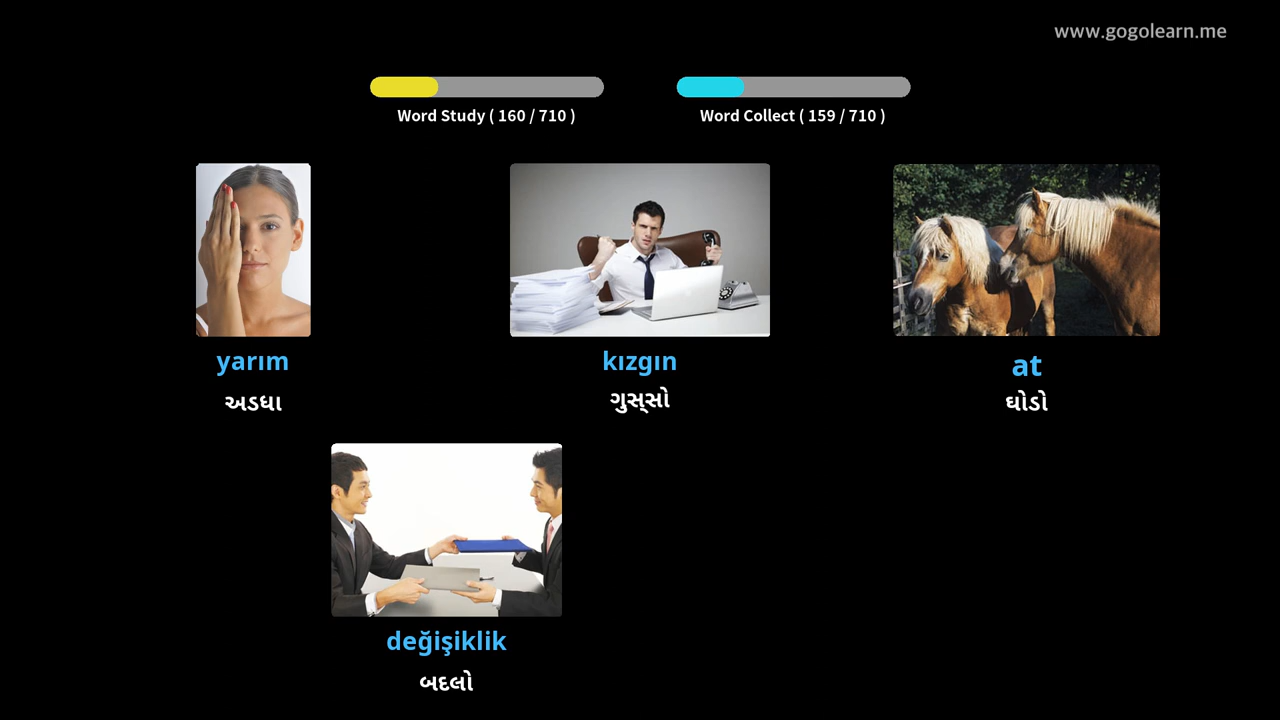 www.gogolearn.me
Word Study ( 160 / 710 )
Word Collect ( 159 / 710 )
yarım
kızgın
at
અડધા
ગુસ્સો
ઘોડો
değişiklik
બદલો